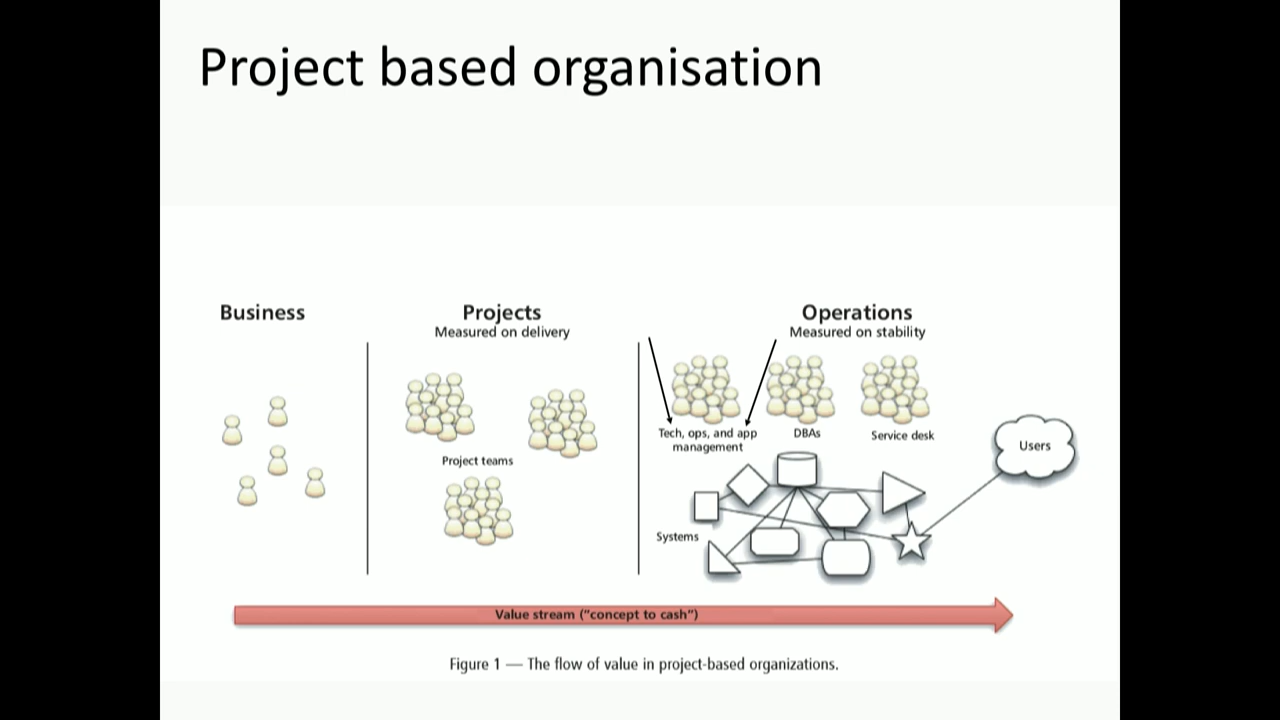 Project based organisation
Business
Projects
Measured on delivery
Operations
Measured on stability
Project teams
Tech, ops, and app
management
DBAs
Service desk
Users
Systems
Value stream ("concept to cash")
Figure 1 — The flow of value in project-based organizations.